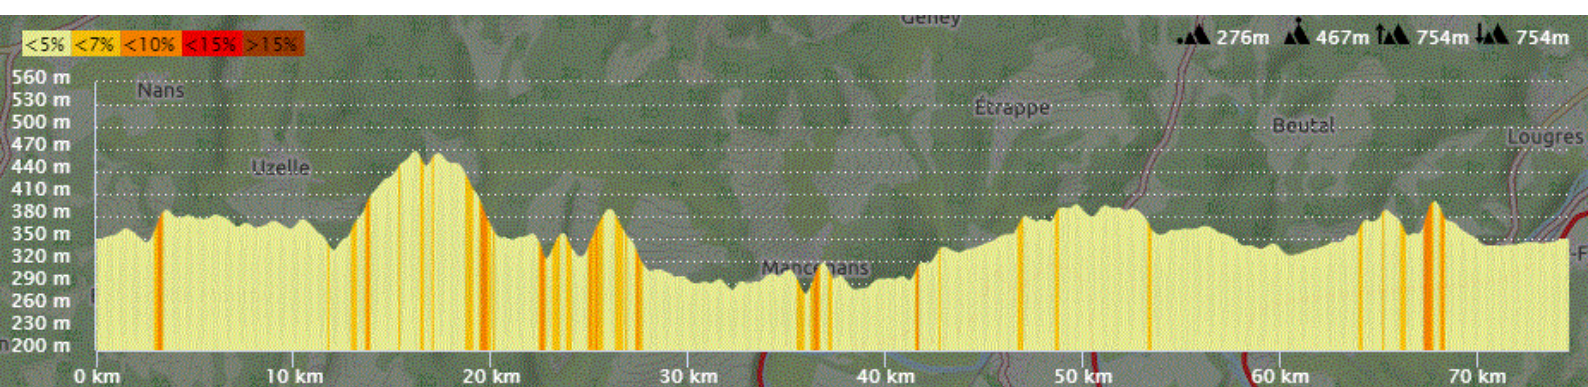 Geney
<5% <7% <10% <15% >15%
276m 467m 754m 754m
560 m
530 m
500 m
470 m
440 m
410 m
380 m
350 m
320 m
290 m
260 m
230 m
200 m
Nans
Étrappe
Beutal
Lougres
Uzelle
Mancenans
0 km 10 km 20 km 30 km 40 km 50 km 60 km 70 km